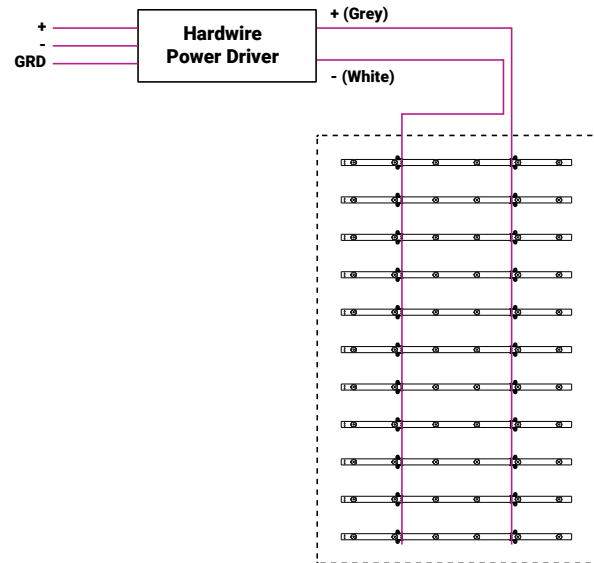 +
-
GRD
Hardwire
Power Driver
+ (Grey)
- (White)